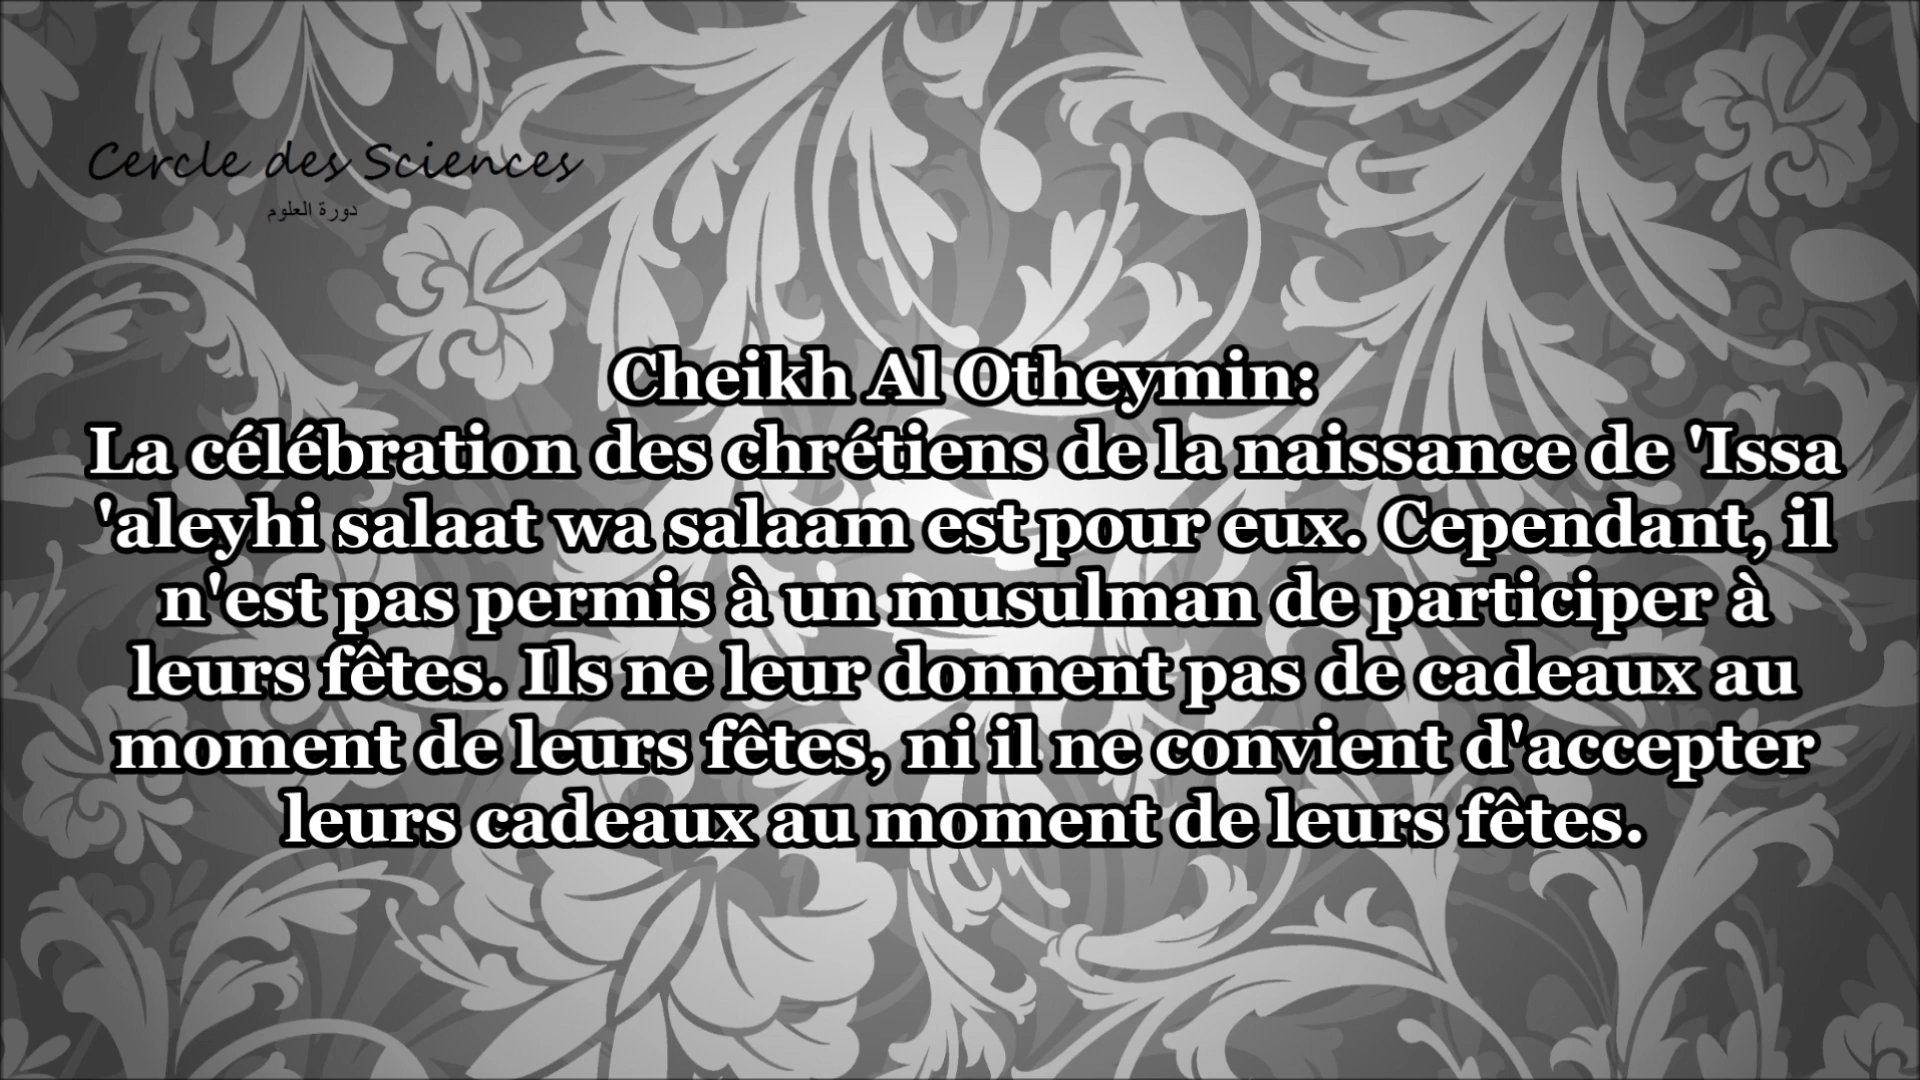 Cercle des Sciences
دورة العلوم
Cheikh Al Otheymin:
La célébration des chrétiens de la naissance de 'Issa
'aleyhi salaat wa salaam est pour eux. Cependant, il
n'est pas permis à un musulman de participer à
leurs fêtes. Ils ne leur donnent pas de cadeaux au
moment de leurs fêtes, ni il ne convient d'accepter
leurs cadeaux au moment de leurs fêtes.